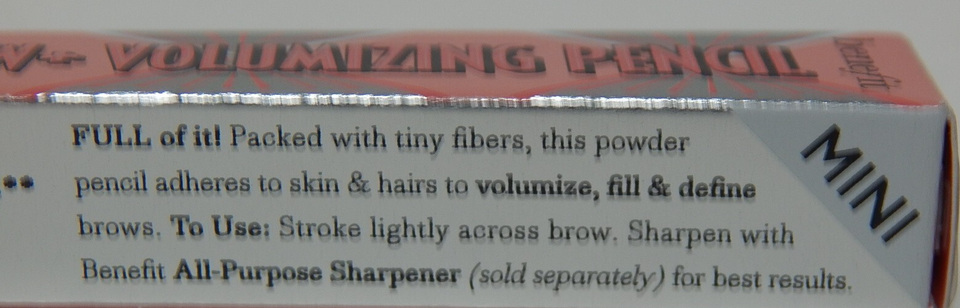 VOLUMIZING PENCIL
benefit
FULL of it! Packed with tiny fibers, this powder
pencil adheres to skin & hairs to volumize, fill & define
brows. To Use: Stroke lightly across brow. Sharpen with
Benefit All-Purpose Sharpener (sold separately) for best results.
MINI